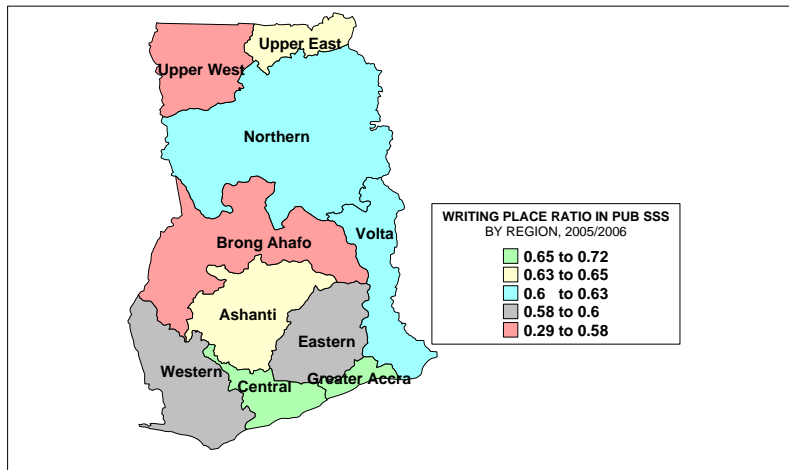 Upper East
Upper West
Northern
Volta
Brong Ahafo
Ashanti
Eastern
Western
Central
Greater Accra
WRITING PLACE RATIO IN PUB SSS
BY REGION, 2005/2006
0.65 to 0.72
0.63 to 0.65
0.6 to 0.63
0.58 to 0.6
0.29 to 0.58